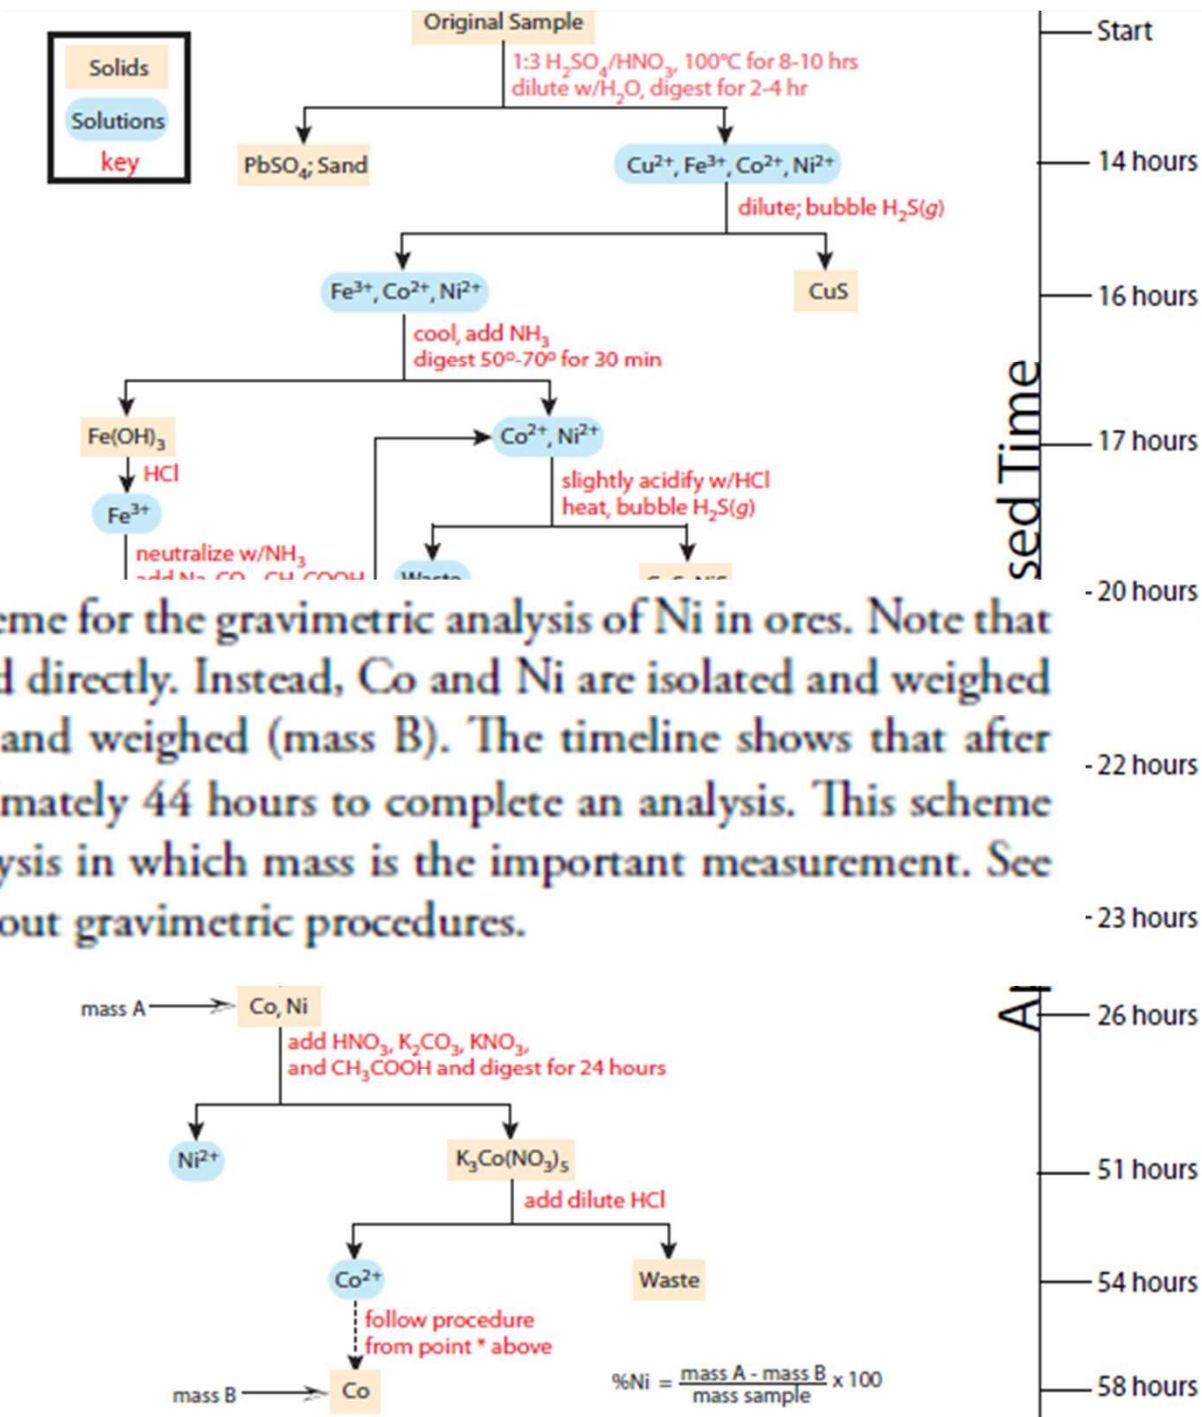 Original Sample
Start
Solids
Solutions
key
1:3 H₂SO₄/HNO₃, 100°C for 8-10 hrs
dilute w/H₂O, digest for 2-4 hr
PbSO₄; Sand
Cu²⁺, Fe³⁺, Co²⁺, Ni²⁺
14 hours
dilute; bubble H₂S(g)
Fe³⁺, Co²⁺, Ni²⁺
CuS
16 hours
cool, add NH₃
digest 50º-70º for 30 min
Fe(OH)₃
Co²⁺, Ni²⁺
17 hours
HCl
slightly acidify w/HCl
heat, bubble H₂S(g)
Fe³⁺
neutralize w/NH₃
add Na₂CO₃, CH₃COOH
Waste
sed Time
20 hours
eme for the gravimetric analysis of Ni in ores. Note that
d directly. Instead, Co and Ni are isolated and weighed
and weighed (mass B). The timeline shows that after
22 hours
mately 44 hours to complete an analysis. This scheme
ysis in which mass is the important measurement. See
out gravimetric procedures.
23 hours
mass A
Co, Ni
26 hours
add HNO₃, K₂CO₃, KNO₃,
and CH₃COOH and digest for 24 hours
Ni²⁺
K₃Co(NO₃)₅
51 hours
add dilute HCl
Co²⁺
Waste
54 hours
follow procedure
from point * above
mass B
Co
%Ni = mass A - mass B / mass sample x 100
58 hours